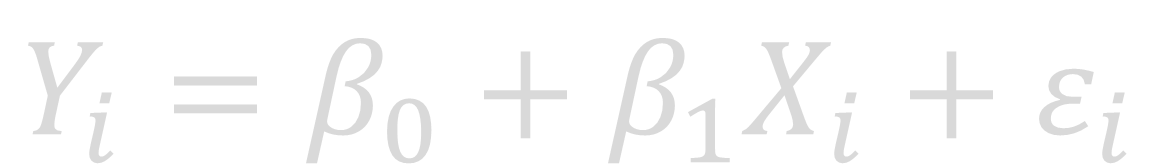 Yᵢ = β₀ + β₁Xᵢ + εᵢ